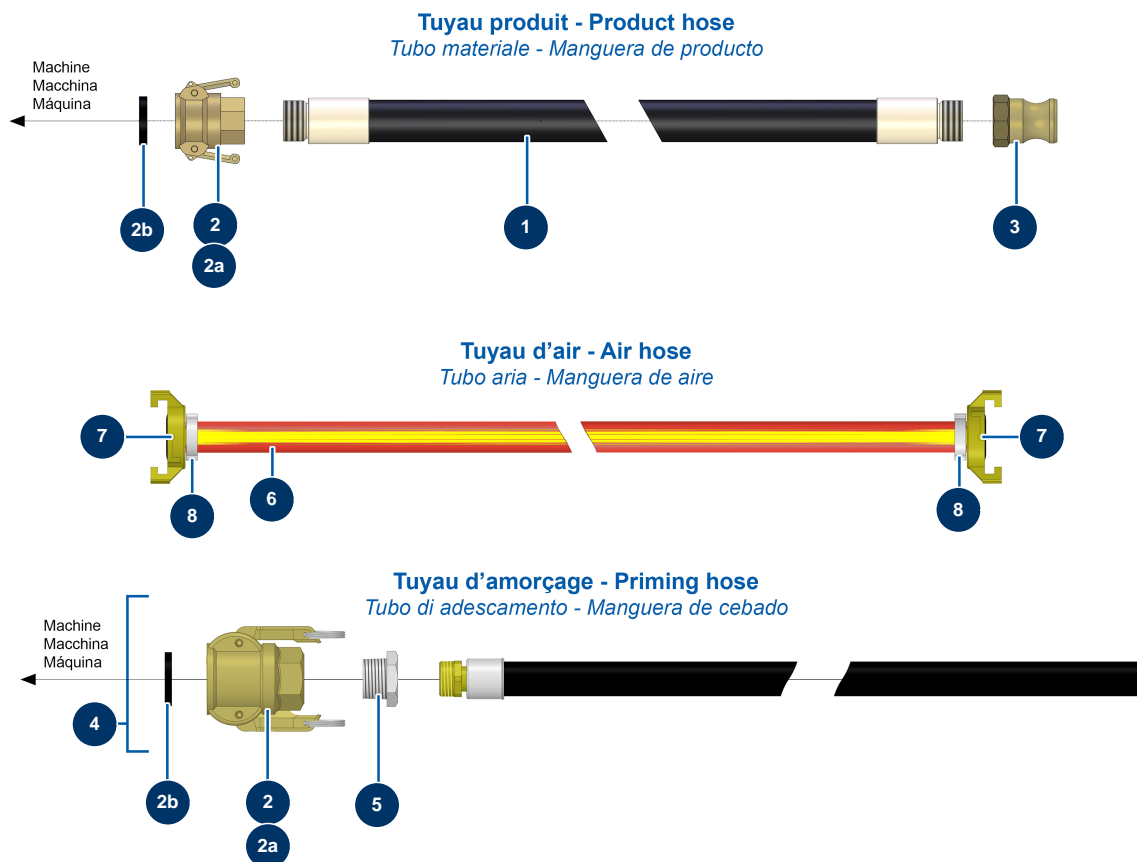 Tuyau produit - Product hose
Tubo materiale - Manguera de producto
Machine
Macchina
Máquina
2b
2
2a
1
3
Tuyau d'air - Air hose
Tubo aria - Manguera de aire
7
7
8
6
8
Tuyau d'amorçage - Priming hose
Tubo di adescamento - Manguera de cebado
Machine
Macchina
Máquina
4
2b
2
2a
5